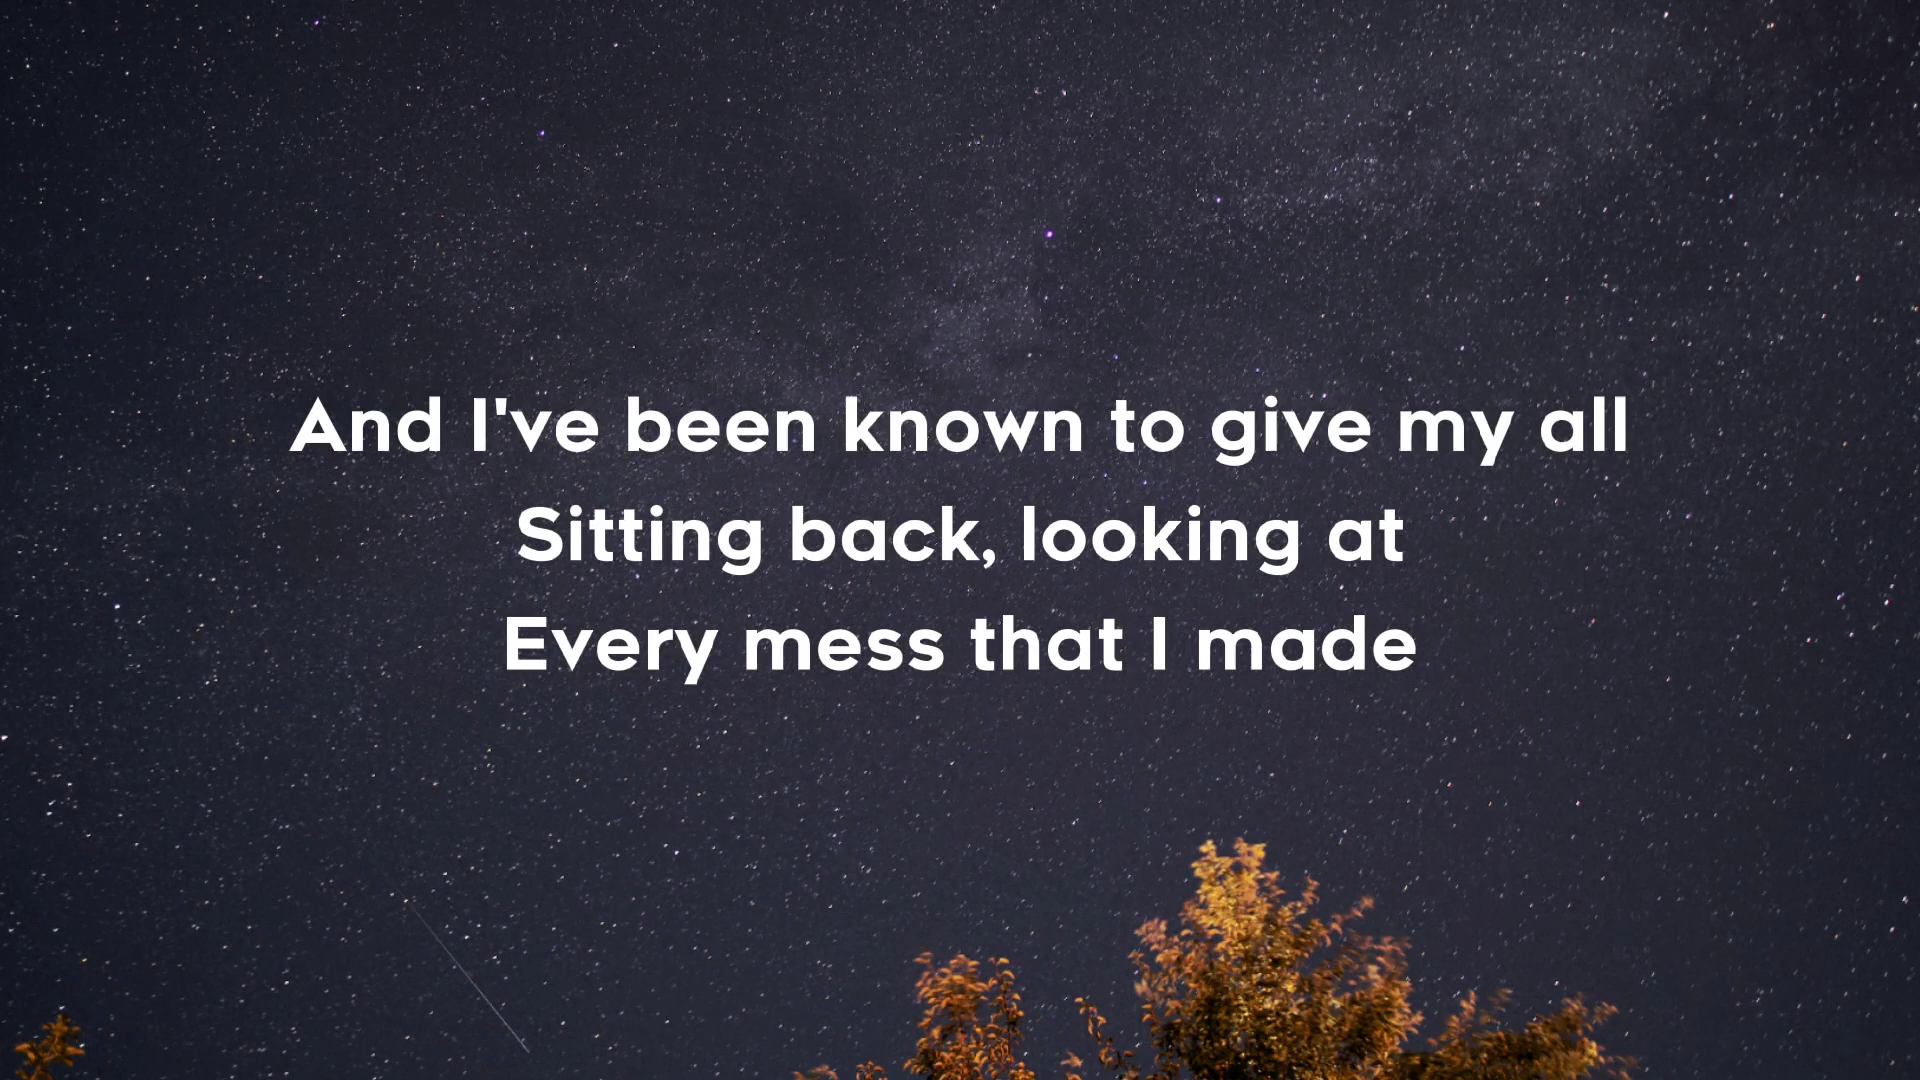 And I've been known to give my all
Sitting back, looking at
Every mess that I made